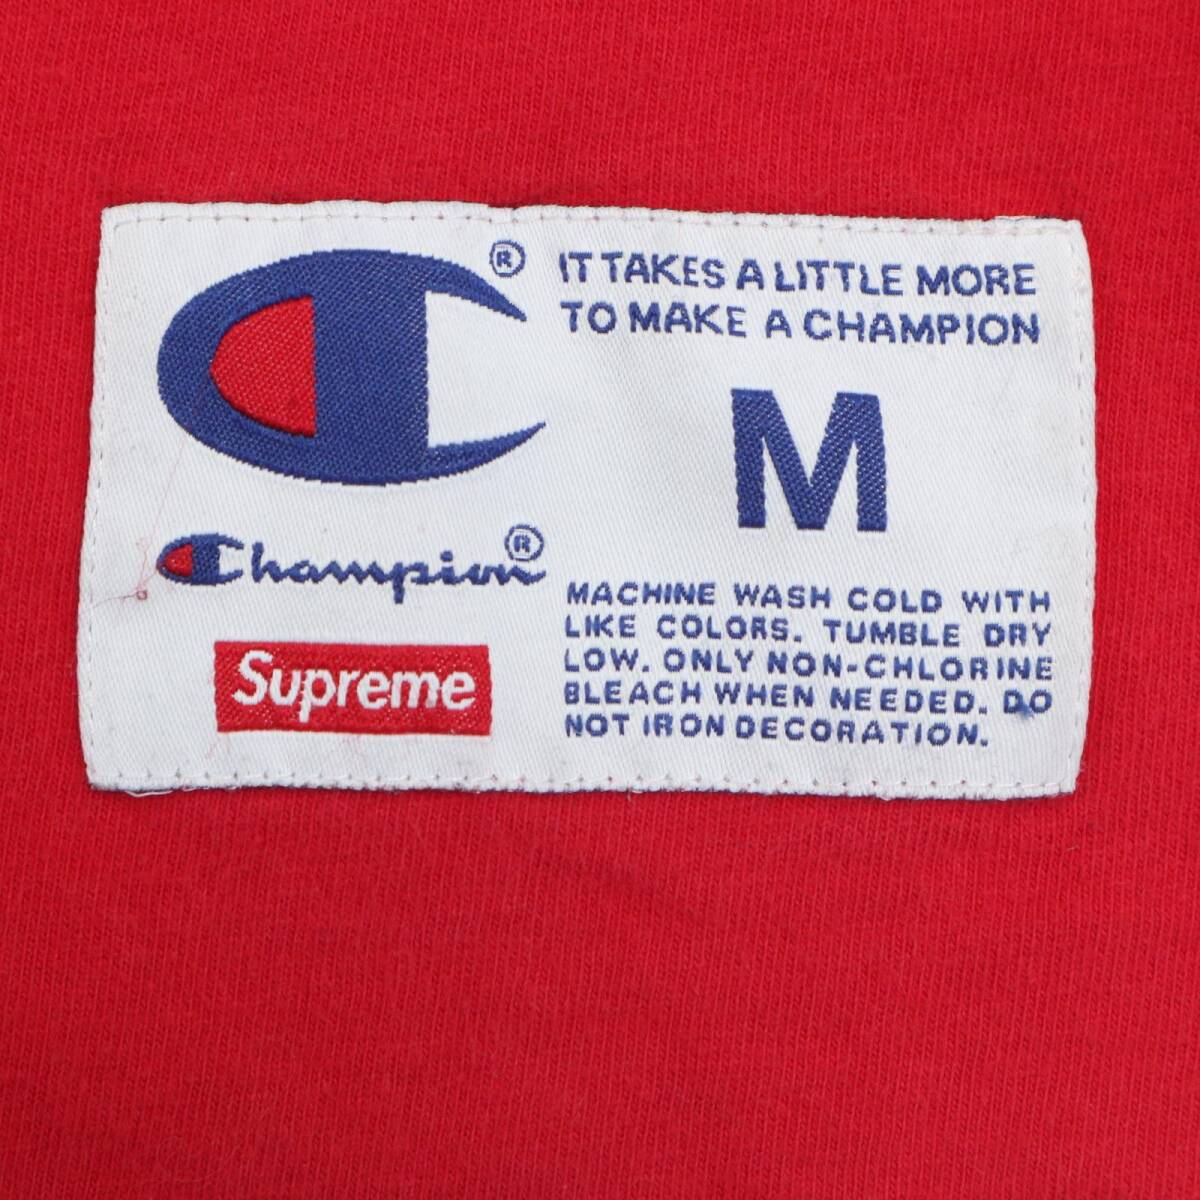 ®
IT TAKES A LITTLE MORE
TO MAKE A CHAMPION
M
Champion®
Supreme
MACHINE WASH COLD WITH
LIKE COLORS. TUMBLE DRY
LOW. ONLY NON-CHLORINE
BLEACH WHEN NEEDED. DO
NOT IRON DECORATION.